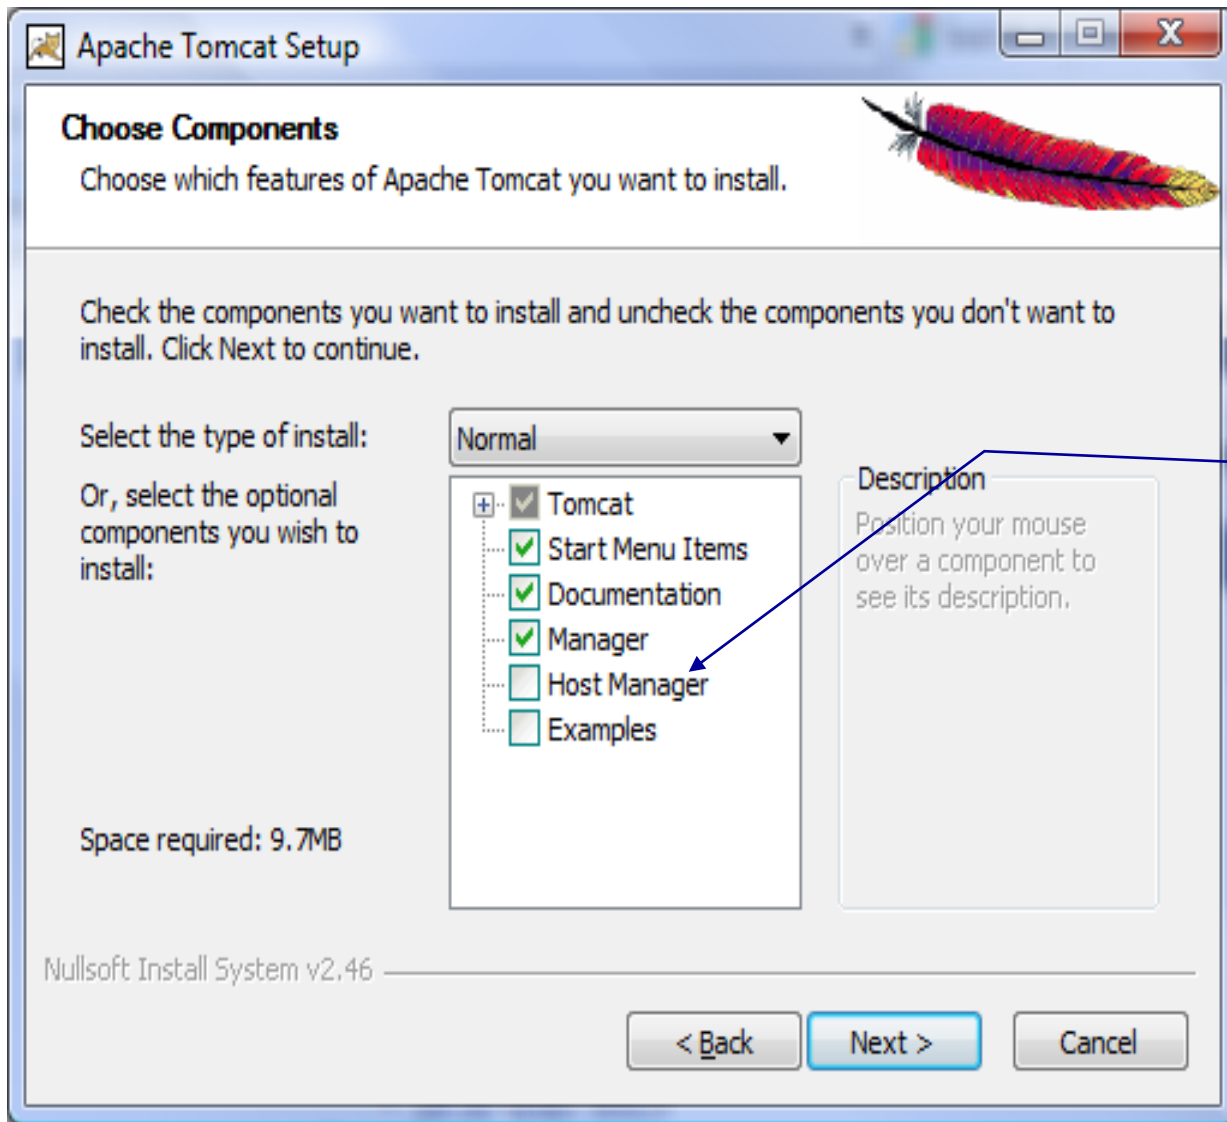 Apache Tomcat Setup
X
Choose Components
Choose which features of Apache Tomcat you want to install.
Check the components you want to install and uncheck the components you don't want to
install. Click Next to continue.
Select the type of install:
Normal
Or, select the optional
components you wish to
install:
Tomcat
Start Menu Items
Documentation
Manager
Host Manager
Examples
Description
Position your mouse
over a component to
see its description.
Space required: 9.7MB
Nullsoft Install System v2.46
< Back
Next >
Cancel